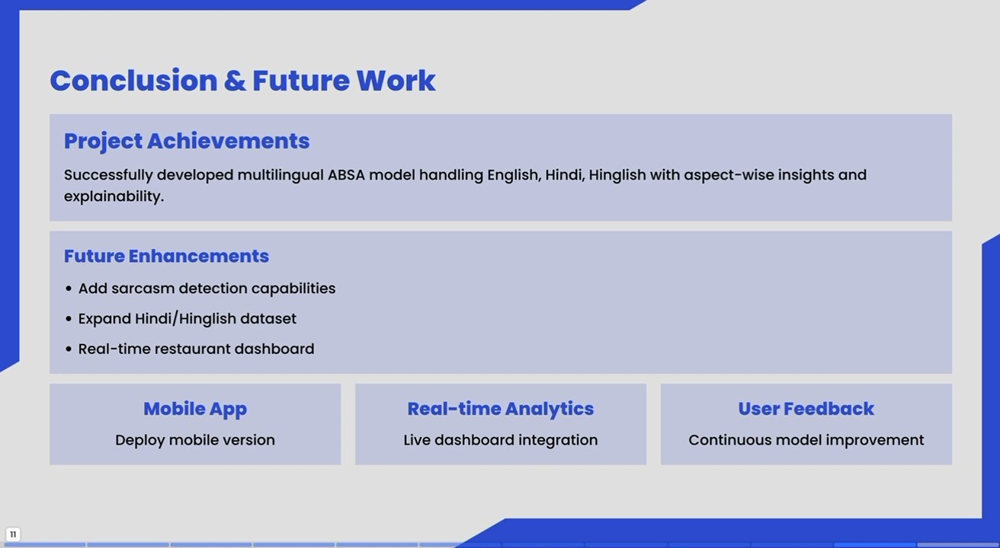 Conclusion & Future Work
Project Achievements
Successfully developed multilingual ABSA model handling English, Hindi, Hinglish with aspect-wise insights and
explainability.
Future Enhancements
• Add sarcasm detection capabilities
• Expand Hindi/Hinglish dataset
• Real-time restaurant dashboard
Mobile App
Deploy mobile version
Real-time Analytics
Live dashboard integration
User Feedback
Continuous model improvement
11